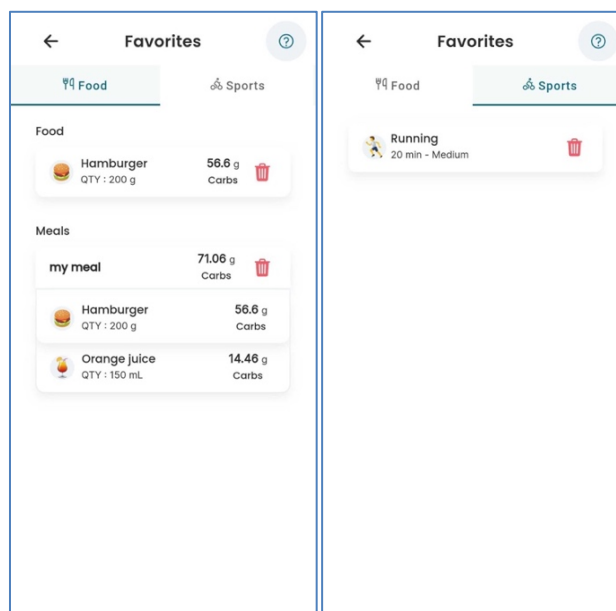 Favorites
Food
Sports
Food
Hamburger
QTY : 200 g
56.6 g
Carbs
Meals
my meal
71.06 g
Carbs
Hamburger
QTY : 200 g
56.6 g
Carbs
Orange juice
QTY : 150 mL
14.46 g
Carbs
Favorites
Food
Sports
Running
20 min - Medium